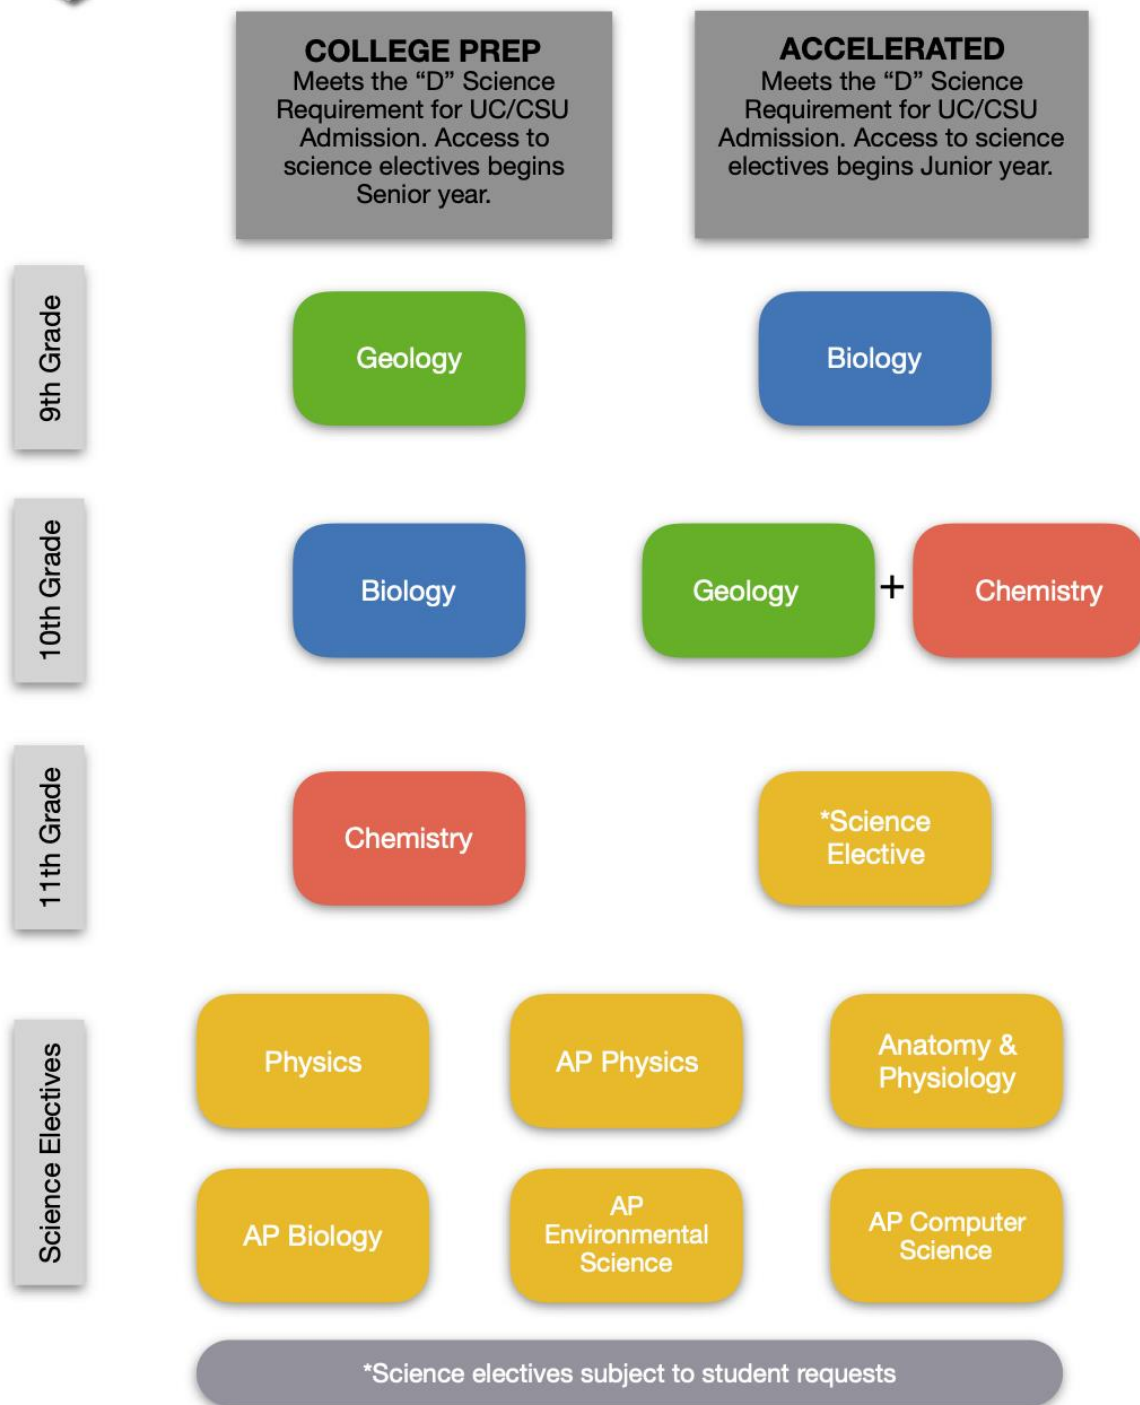 COLLEGE PREP
Meets the “D” Science
Requirement for UC/CSU
Admission. Access to
science electives begins
Senior year.
ACCELERATED
Meets the “D” Science
Requirement for UC/CSU
Admission. Access to science
electives begins Junior year.
9th Grade
Geology
Biology
10th Grade
Biology
Geology
+
Chemistry
11th Grade
Chemistry
*Science
Elective
Science Electives
Physics
AP Physics
Anatomy &
Physiology
AP Biology
AP
Environmental
Science
AP Computer
Science
*Science electives subject to student requests